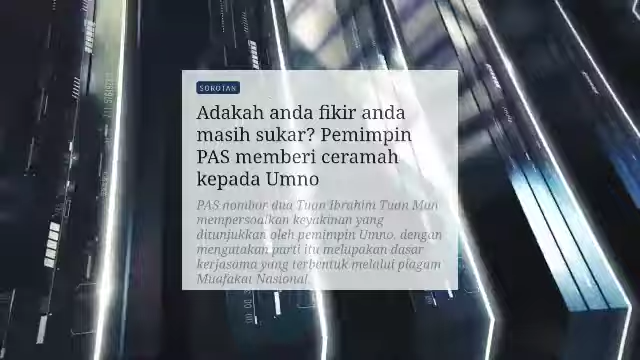 SOROTAN
Adakah anda fikir anda
masih sukar? Pemimpin
PAS memberi ceramah
kepada Umno
PAS nombor dua Tuan Ibrahim Tuan Man
mempersoalkan keyakinan yang
ditunjukkan oleh pemimpin Umno, dengan
mengatakan parti itu melupakan dasar
kerjasama yang terbentuk melalui piagam
Muafakat Nasional